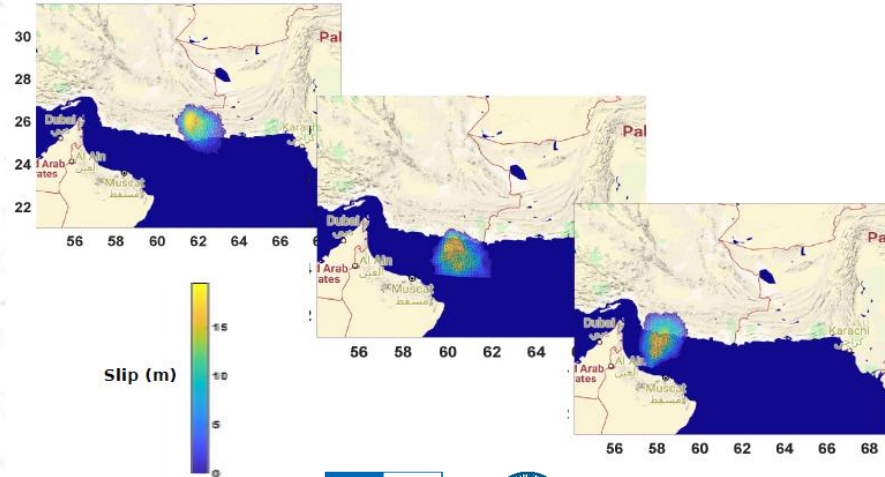 30
28
26
24
22
Pal
Dubai
دبي
Karachi
كراچى
d Arab
rates
Al Ain
العين
Muscat
مسقط
56
58
60
62
64
66
Pal
Dubai
دبي
d Arab
ates
Al Ain
العين
Muscat
مسقط
56
58
60
62
64
Pa
Dubai
دبي
Karachi
كراچى
d Arab
ates
Al Ain
Muscat
مسقط
56
58
60
62
64
66
68
Slip (m)
15
10
5
0